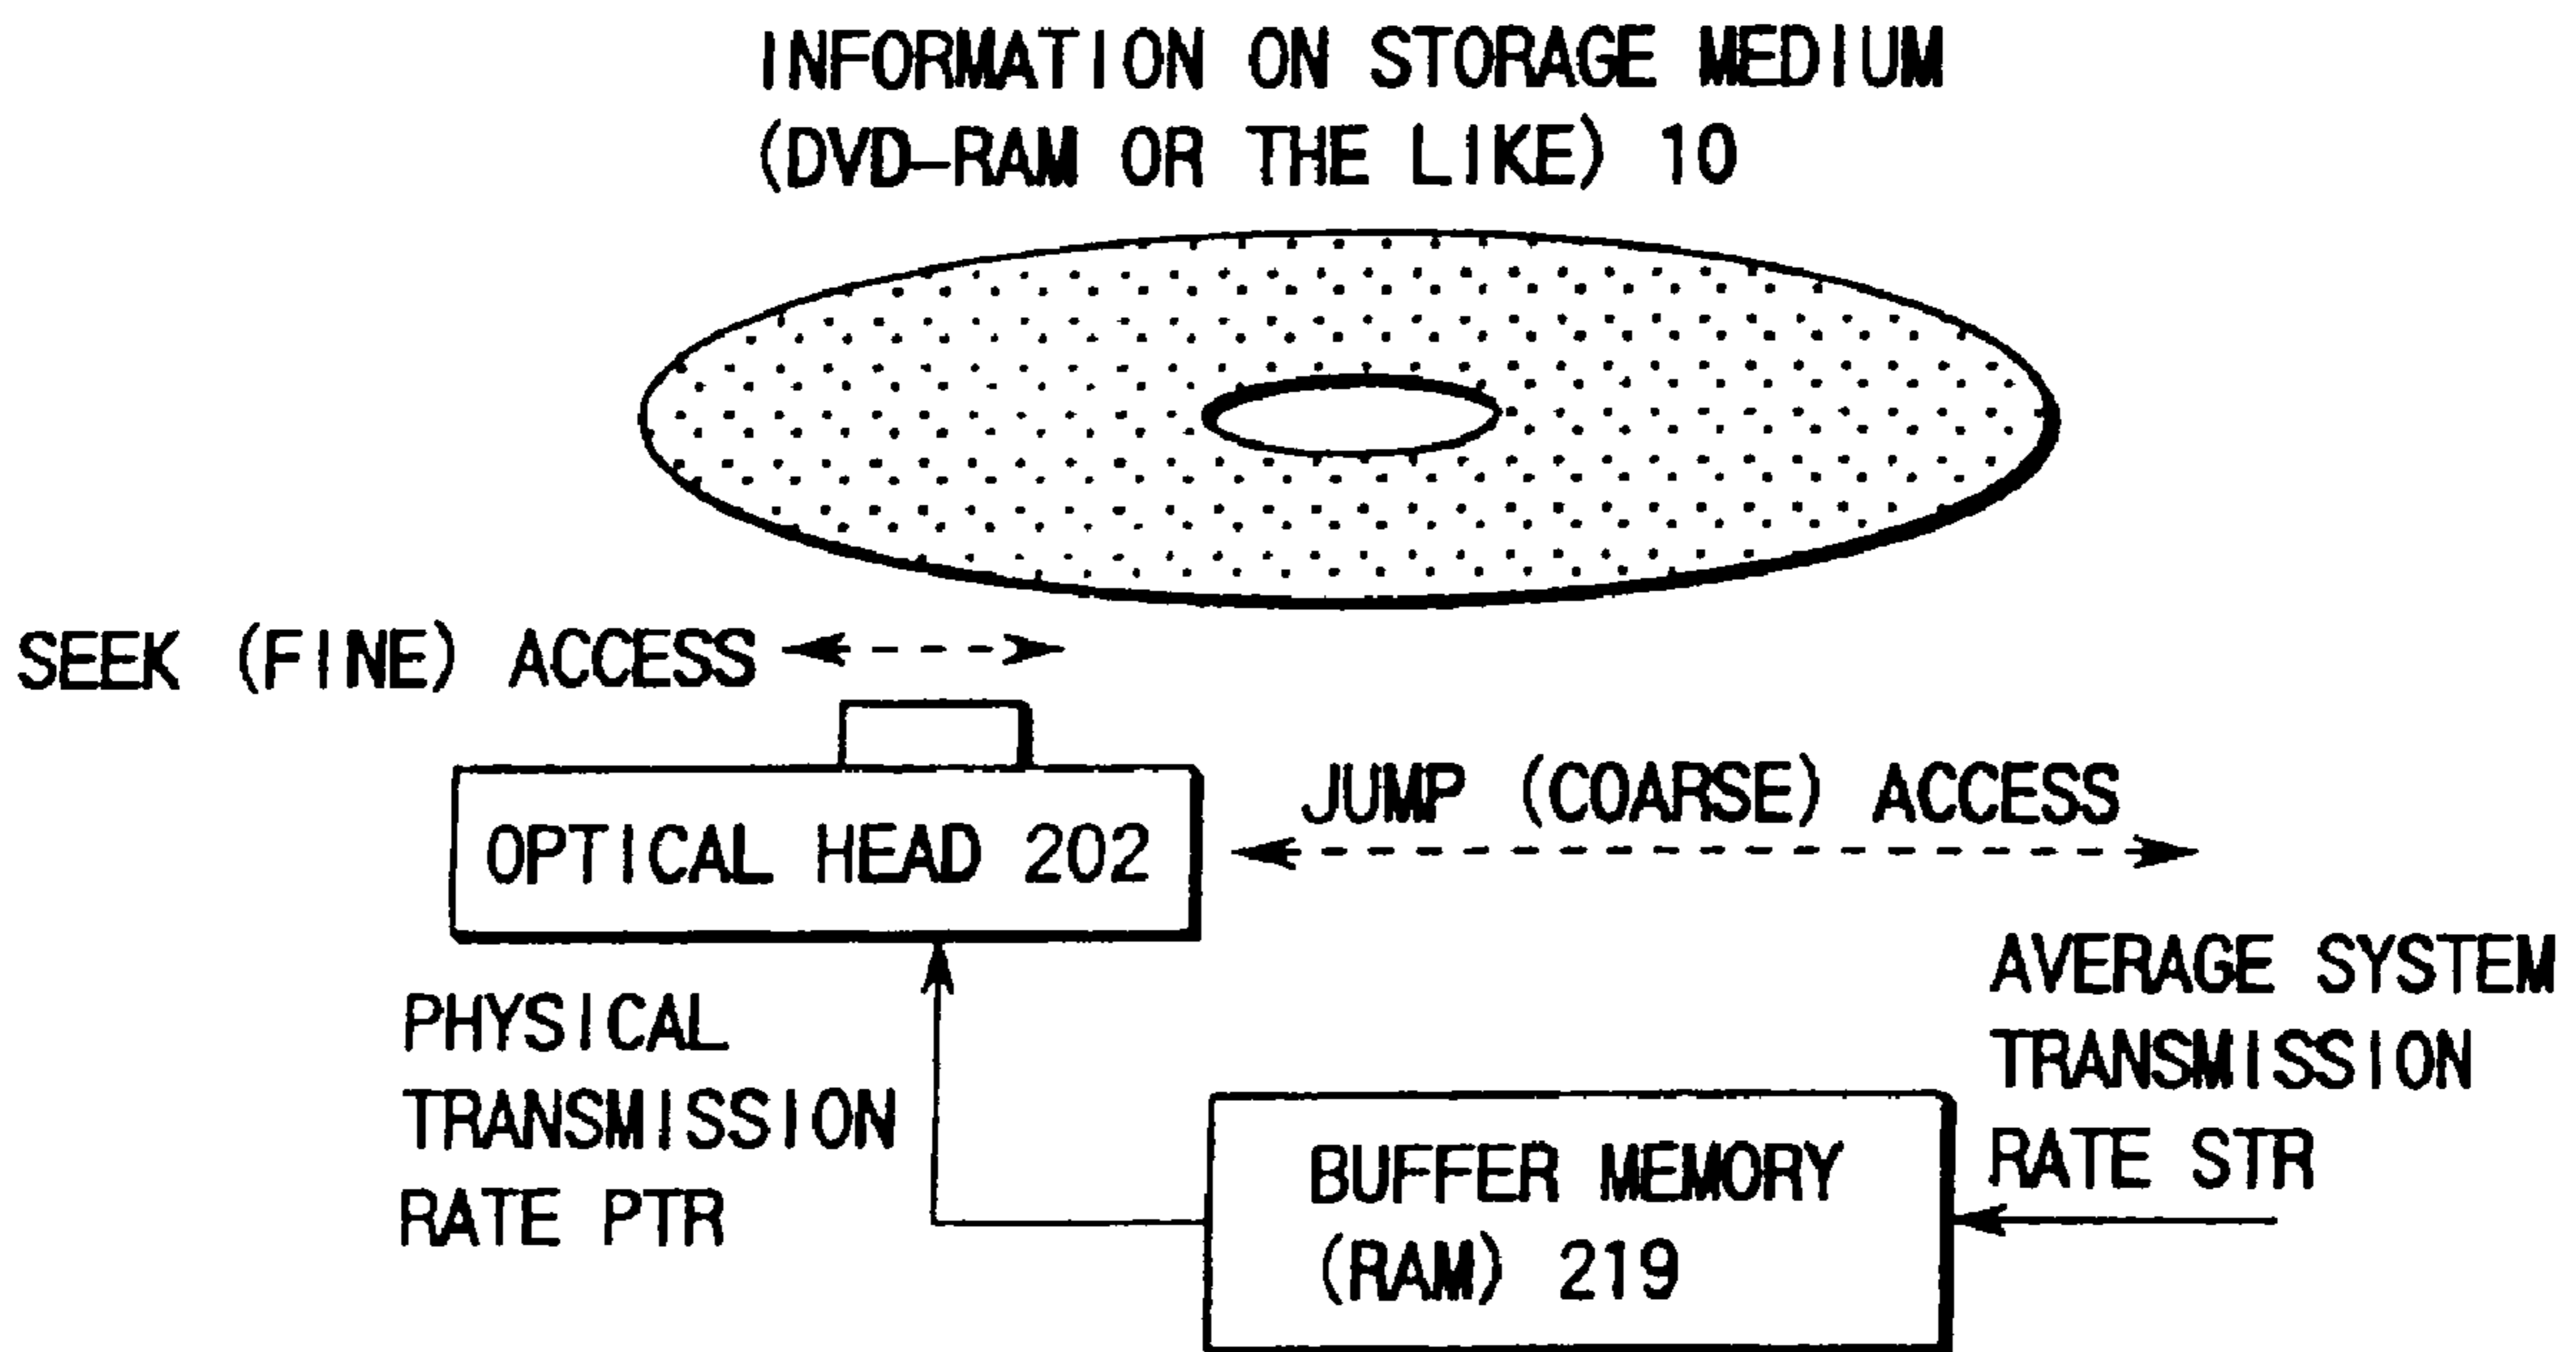 INFORMATION ON STORAGE MEDIUM
(DVD-RAM OR THE LIKE) 10
SEEK (FINE) ACCESS
OPTICAL HEAD 202
JUMP (COARSE) ACCESS
PHYSICAL
TRANSMISSION
RATE PTR
BUFFER MEMORY
(RAM) 219
AVERAGE SYSTEM
TRANSMISSION
RATE STR